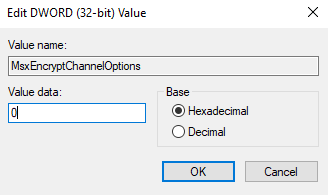 Edit DWORD (32-bit) Value
Value name:
MsxEncryptChannelOptions
Value data:
0
Base
Hexadecimal
Decimal
OK
Cancel